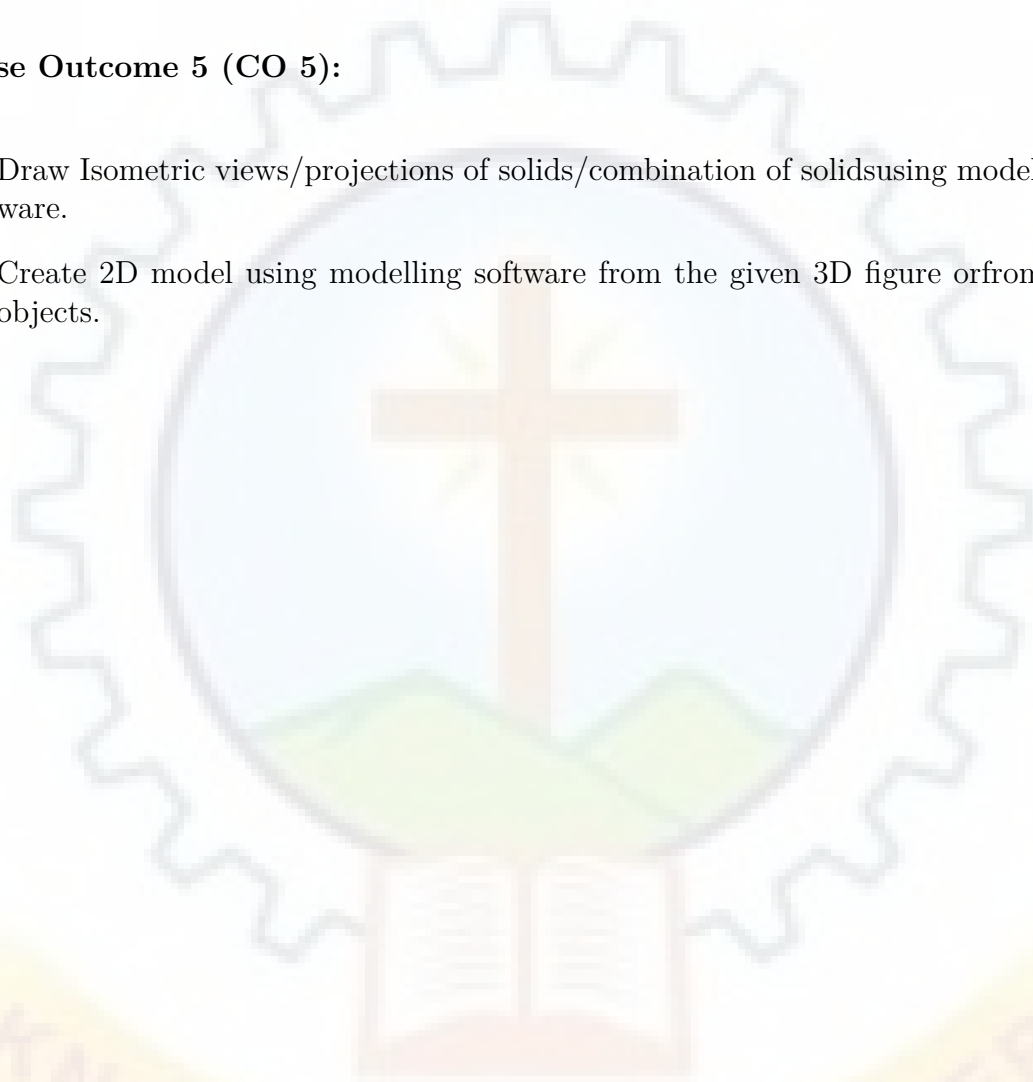 se Outcome 5 (CO 5):
Draw Isometric views/projections of solids/combination of solidsusing model
ware.
Create 2D model using modelling software from the given 3D figure orfrom
objects.